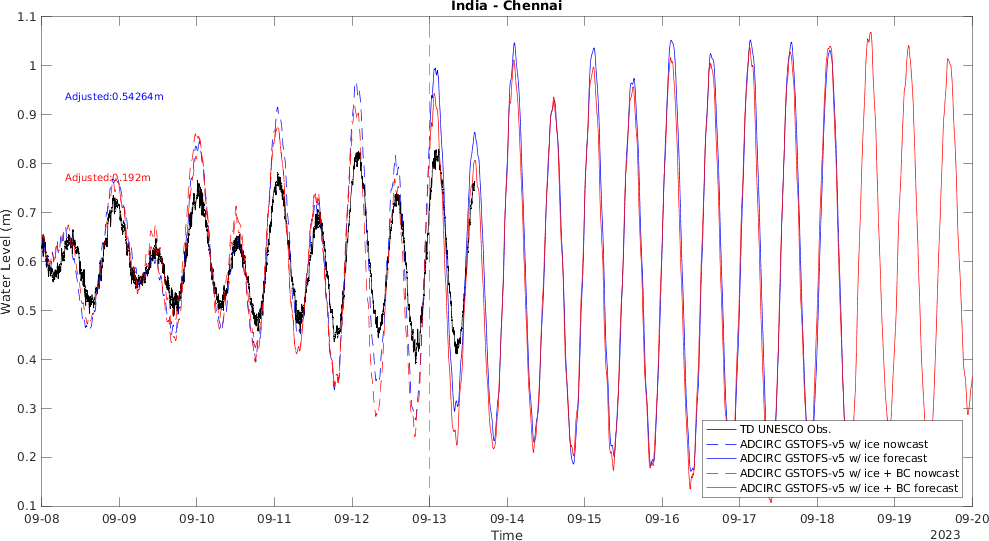 India - Chennai
1.1
1
0.9
0.8
0.7
0.6
0.5
0.4
0.3
0.2
0.1
Water Level (m)
Adjusted:0.54264m
Adjusted:0.192m
TD UNESCO Obs.
ADCIRC GSTOFS-v5 w/ ice nowcast
ADCIRC GSTOFS-v5 w/ ice forecast
ADCIRC GSTOFS-v5 w/ ice + BC nowcast
ADCIRC GSTOFS-v5 w/ ice + BC forecast
09-08 09-09 09-10 09-11 09-12 09-13 09-14 09-15 09-16 09-17 09-18 09-19 09-20
Time
2023